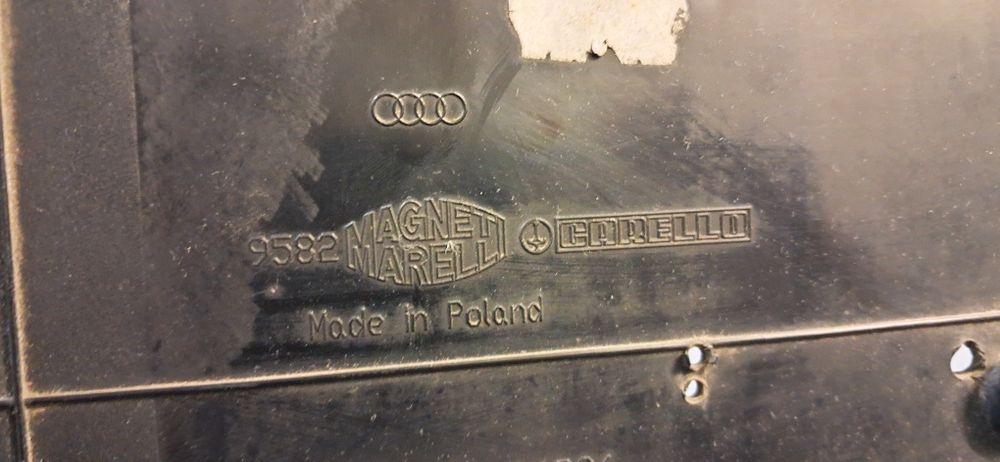 9582 MAGNETI MARELLI CARELLO
Made in Poland